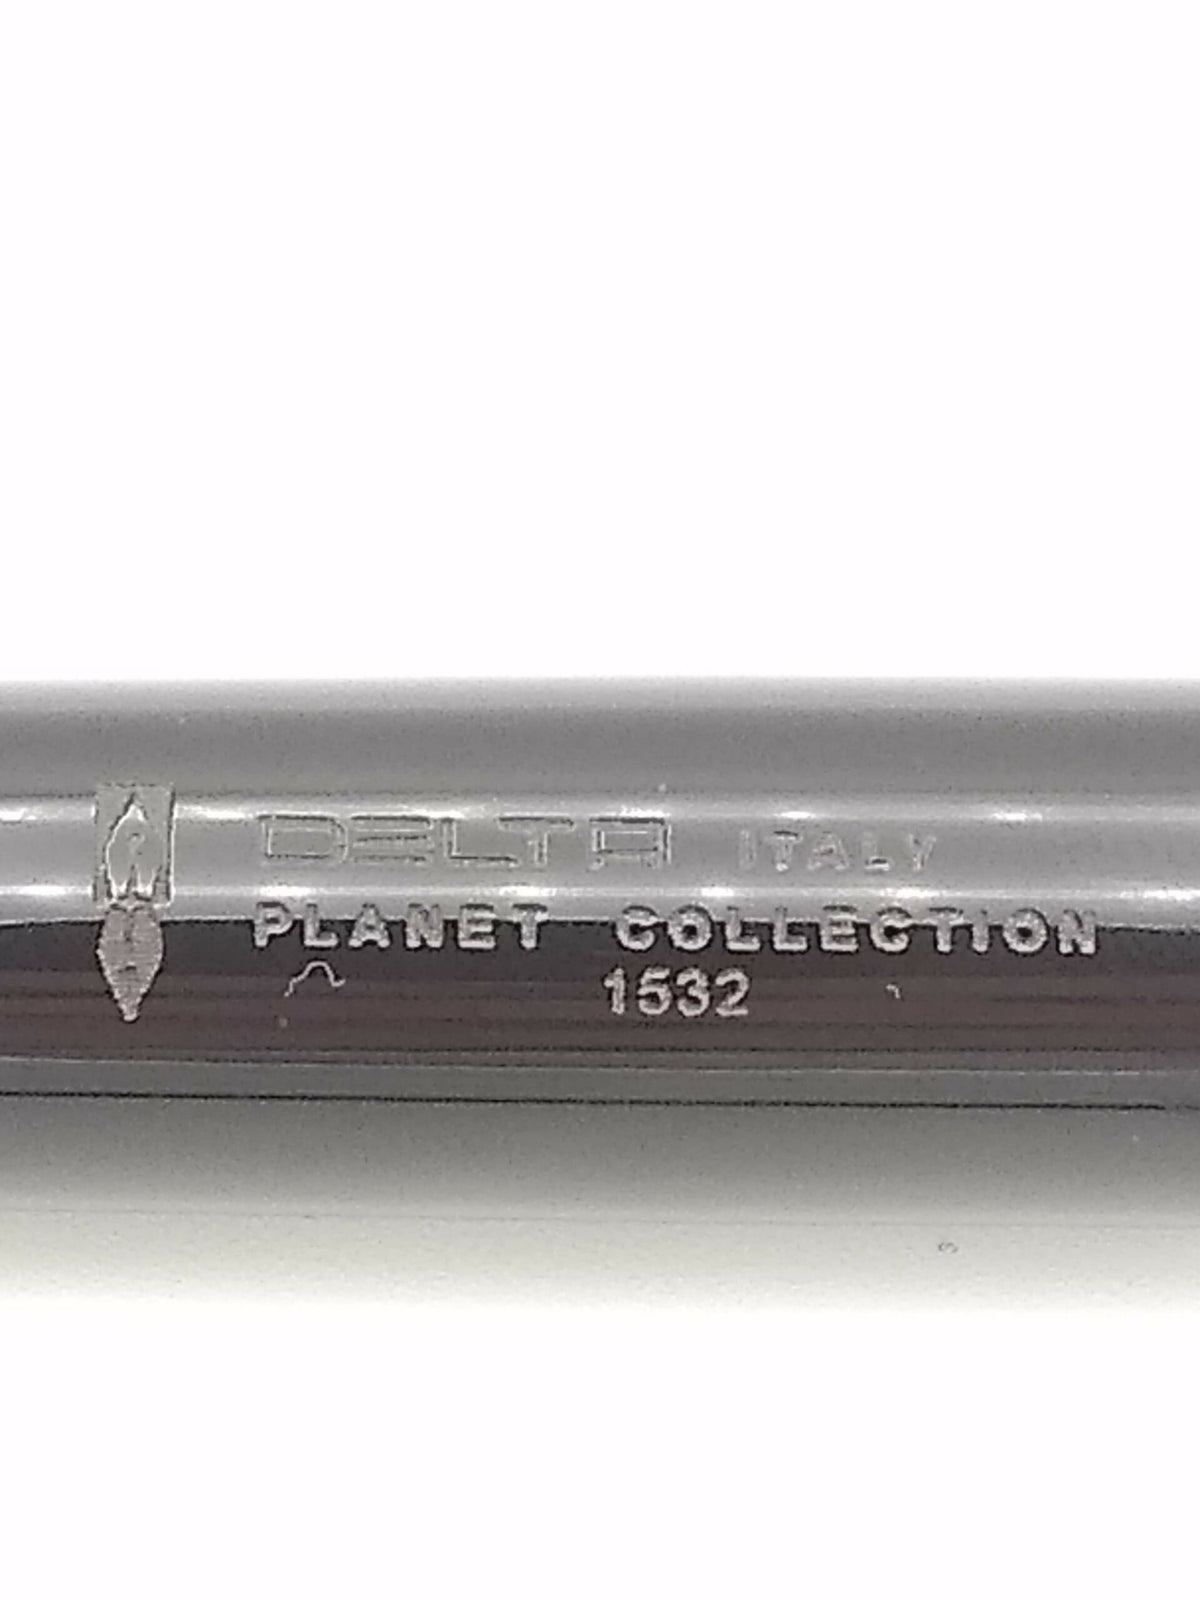 DELTA ITALY
PLANET COLLECTION
1532